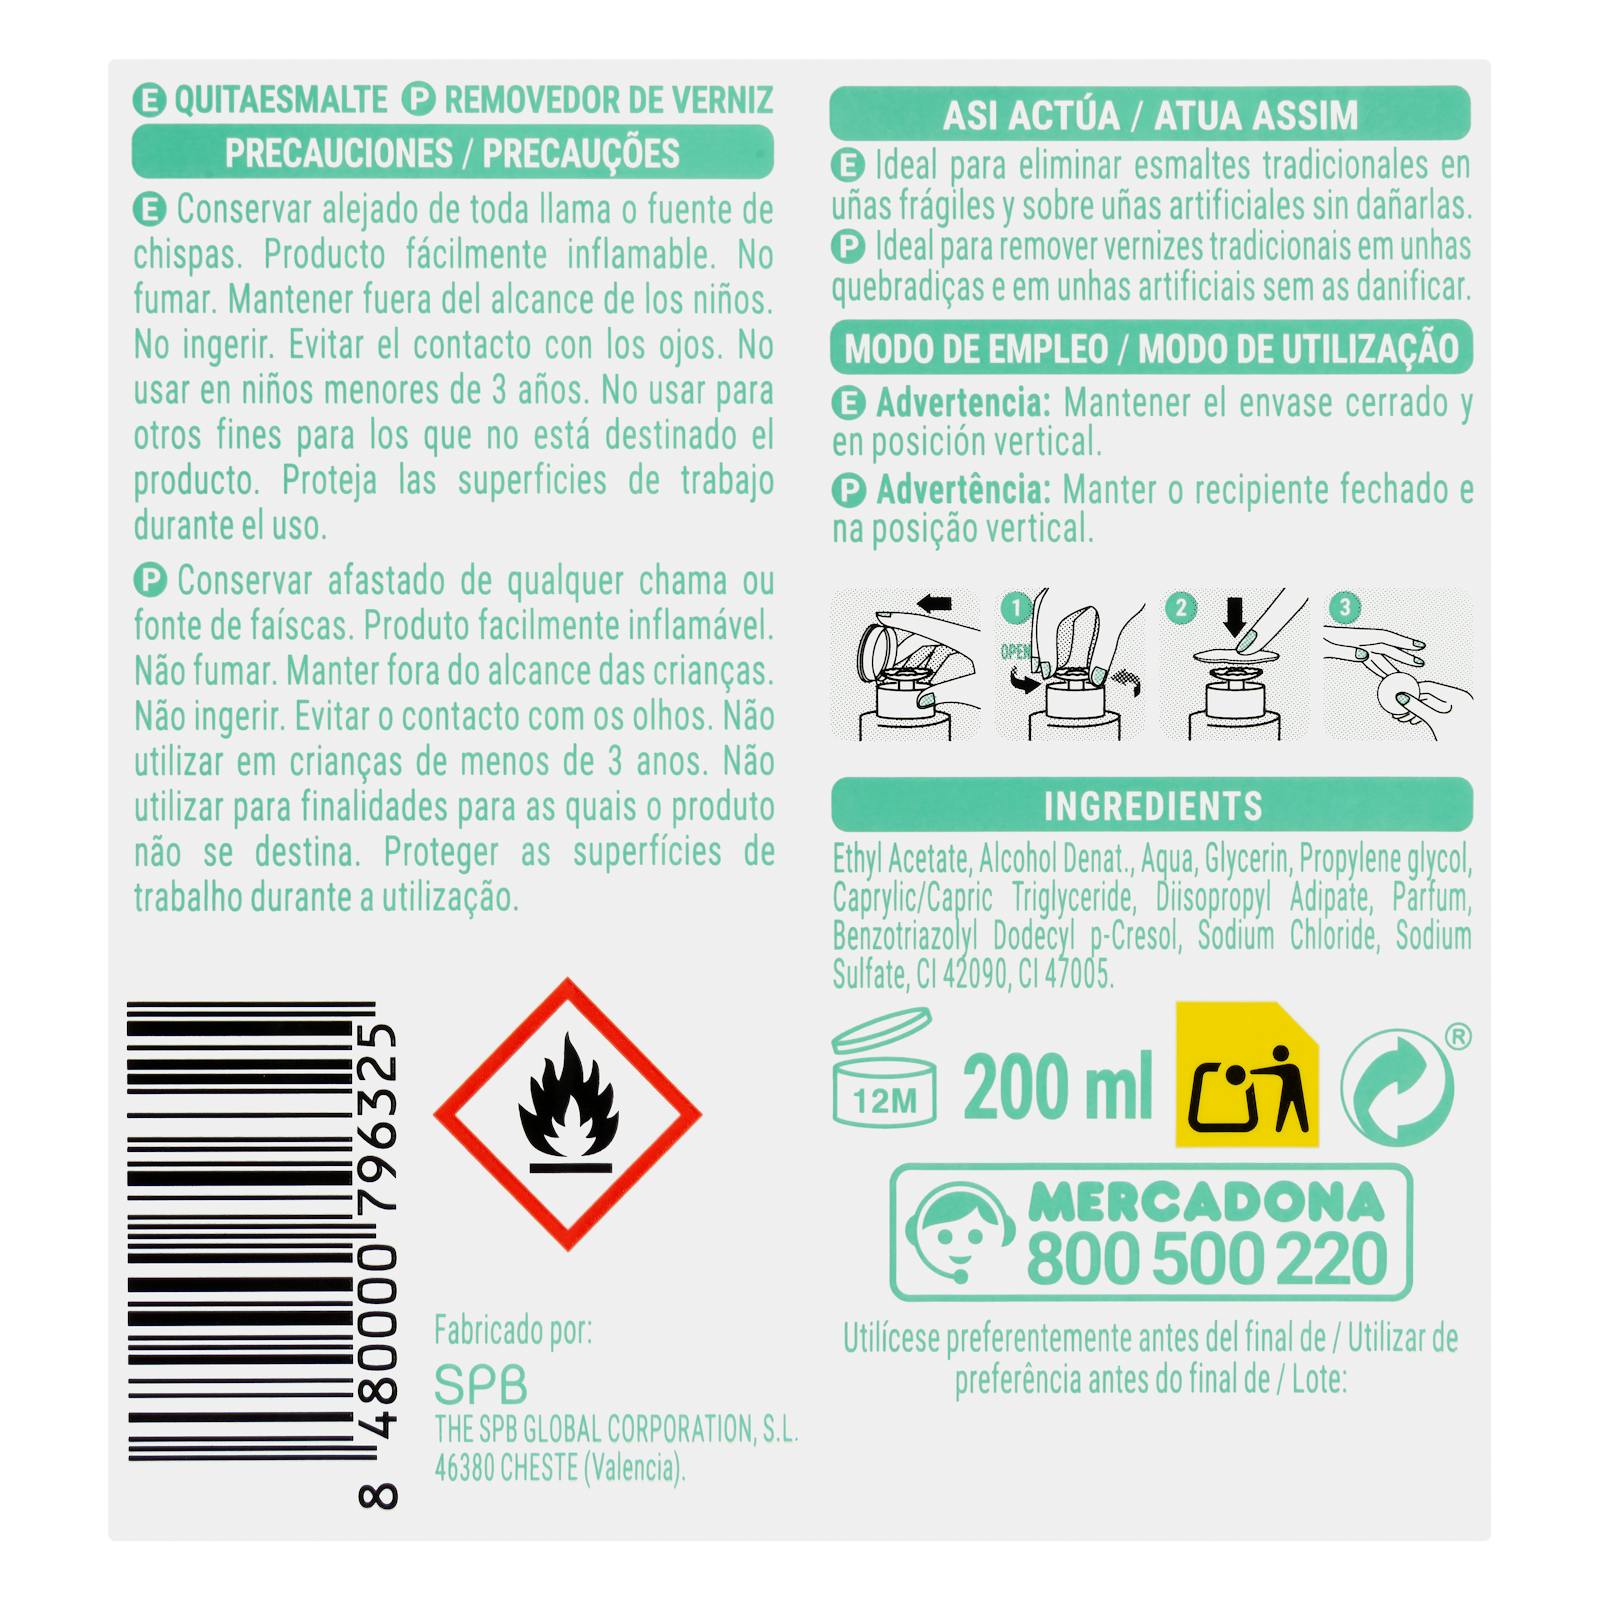 E QUITAESMALTE P REMOVEDOR DE VERNIZ
PRECAUCIONES / PRECAUÇÕES
E Conservar alejado de toda llama o fuente de
chispas. Producto fácilmente inflamable. No
fumar. Mantener fuera del alcance de los niños.
No ingerir. Evitar el contacto con los ojos. No
usar en niños menores de 3 años. No usar para
otros fines para los que no está destinado el
producto. Proteja las superficies de trabajo
durante el uso.
P Conservar afastado de qualquer chama ou
fonte de faíscas. Produto facilmente inflamável.
Não fumar. Manter fora do alcance das crianças.
Não ingerir. Evitar o contacto com os olhos. Não
utilizar em crianças de menos de 3 anos. Não
utilizar para finalidades para as quais o produto
não se destina. Proteger as superfícies de
trabalho durante a utilização.
8 480000 796325
Fabricado por:
SPB
THE SPB GLOBAL CORPORATION, S.L.
46380 CHESTE (Valencia).
ASI ACTÚA / ATUA ASSIM
E Ideal para eliminar esmaltes tradicionales en
uñas frágiles y sobre uñas artificiales sin dañarlas.
P Ideal para remover vernizes tradicionais em unhas
quebradiças e em unhas artificiais sem as danificar.
MODO DE EMPLEO / MODO DE UTILIZAÇÃO
E Advertencia: Mantener el envase cerrado y
en posición vertical.
P Advertência: Manter o recipiente fechado e
na posição vertical.
1 2 3
OPEN
INGREDIENTS
Ethyl Acetate, Alcohol Denat., Aqua, Glycerin, Propylene glycol,
Caprylic/Capric Triglyceride, Diisopropyl Adipate, Parfum,
Benzotriazolyl Dodecyl p-Cresol, Sodium Chloride, Sodium
Sulfate, CI 42090, CI 47005.
12M 200 ml ®
MERCADONA
800 500 220
Utilícese preferentemente antes del final de / Utilizar de
preferência antes do final de / Lote: